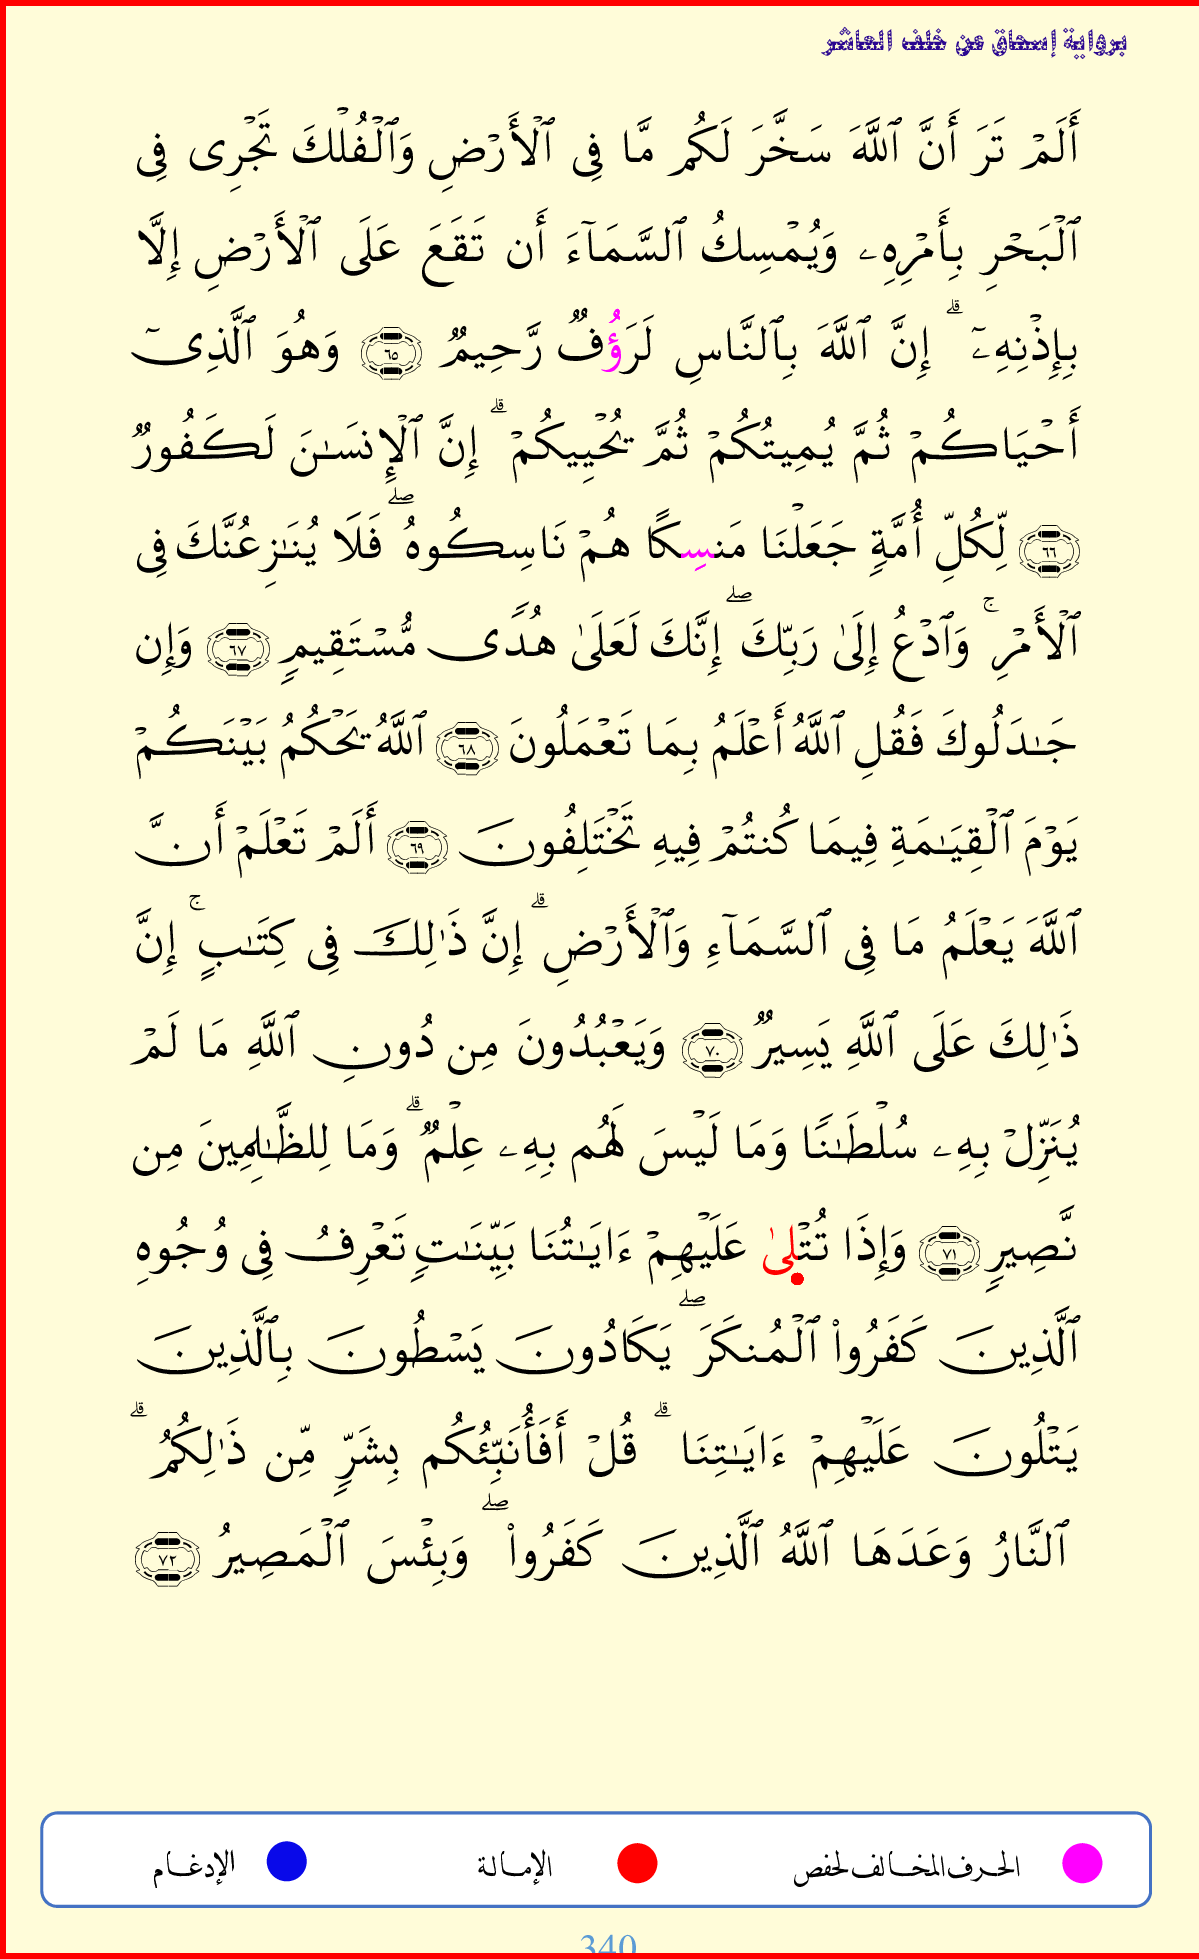 برواية إسحاق عن خلف العاشر
أَلَمْ تَرَ أَنَّ ٱللَّهَ سَخَّرَ لَكُم مَّا فِى ٱلْأَرْضِ وَٱلْفُلْكَ تَجْرِى فِى
ٱلْبَحْرِ بِأَمْرِهِۦ وَيُمْسِكُ ٱلسَّمَآءَ أَن تَقَعَ عَلَى ٱلْأَرْضِ إِلَّا
بِإِذْنِهِۦٓ ۗ إِنَّ ٱللَّهَ بِٱلنَّاسِ لَرَؤُفٌ رَّحِيمٌ ٦٥ وَهُوَ ٱلَّذِىٓ
أَحْيَاكُمْ ثُمَّ يُمِيتُكُمْ ثُمَّ يُحْيِيكُمْ ۗ إِنَّ ٱلْإِنسَـٰنَ لَكَفُورٌ
٦٦ لِّكُلِّ أُمَّةٍ جَعَلْنَا مَنسِكًا هُمْ نَاسِكُوهُ ۖ فَلَا يُنَـٰزِعُنَّكَ فِى
ٱلْأَمْرِ ۚ وَٱدْعُ إِلَىٰ رَبِّكَ ۖ إِنَّكَ لَعَلَىٰ هُدًى مُّسْتَقِيمٍ ٦٧ وَإِن
جَـٰدَلُوكَ فَقُلِ ٱللَّهُ أَعْلَمُ بِمَا تَعْمَلُونَ ٦٨ ٱللَّهُ يَحْكُمُ بَيْنَكُمْ
يَوْمَ ٱلْقِيَـٰمَةِ فِيمَا كُنتُمْ فِيهِ تَخْتَلِفُونَ ٦٩ أَلَمْ تَعْلَمْ أَنَّ
ٱللَّهَ يَعْلَمُ مَا فِى ٱلسَّمَآءِ وَٱلْأَرْضِ ۗ إِنَّ ذَٰلِكَ فِى كِتَـٰبٍ ۚ إِنَّ
ذَٰلِكَ عَلَى ٱللَّهِ يَسِيرٌ ٧٠ وَيَعْبُدُونَ مِن دُونِ ٱللَّهِ مَا لَمْ
يُنَزِّلْ بِهِۦ سُلْطَـٰنًا وَمَا لَيْسَ لَهُم بِهِۦ عِلْمٌ ۗ وَمَا لِلظَّـٰلِمِينَ مِن
نَّصِيرٍ ٧١ وَإِذَا تُتْلِىٰ عَلَيْهِمْ ءَايَـٰتُنَا بَيِّنَـٰتٍ تَعْرِفُ فِى وُجُوهِ
ٱلَّذِينَ كَفَرُوا۟ ٱلْمُنكَرَ ۖ يَكَادُونَ يَسْطُونَ بِٱلَّذِينَ
يَتْلُونَ عَلَيْهِمْ ءَايَـٰتِنَا ۗ قُلْ أَفَأُنَبِّئُكُم بِشَرٍّ مِّن ذَٰلِكُمُ ۗ
ٱلنَّارُ وَعَدَهَا ٱللَّهُ ٱلَّذِينَ كَفَرُوا۟ ۖ وَبِئْسَ ٱلْمَصِيرُ ٧٢
الحرف المخالف لحفص الإمالة الإدغام
340